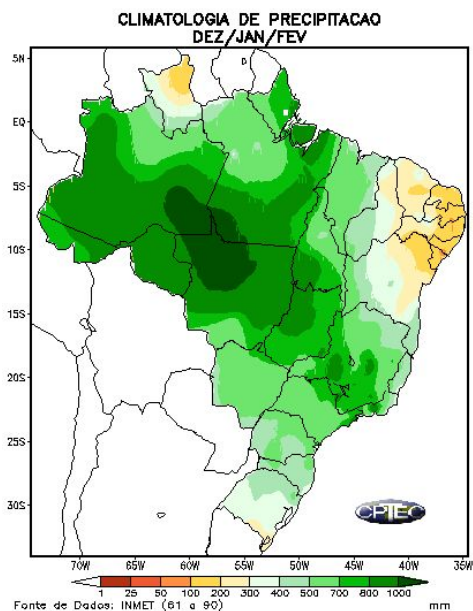 CLIMATOLOGIA DE PRECIPITACAO
DEZ/JAN/FEV
5N
EQ
5S
10S
15S
20S
25S
30S
CPTEC
70W 65W 60W 55W 50W 45W 40W 35W
1 25 50 100 200 300 400 500 700 800 1000
Fonte de Dados: INMET (61 a 90) mm